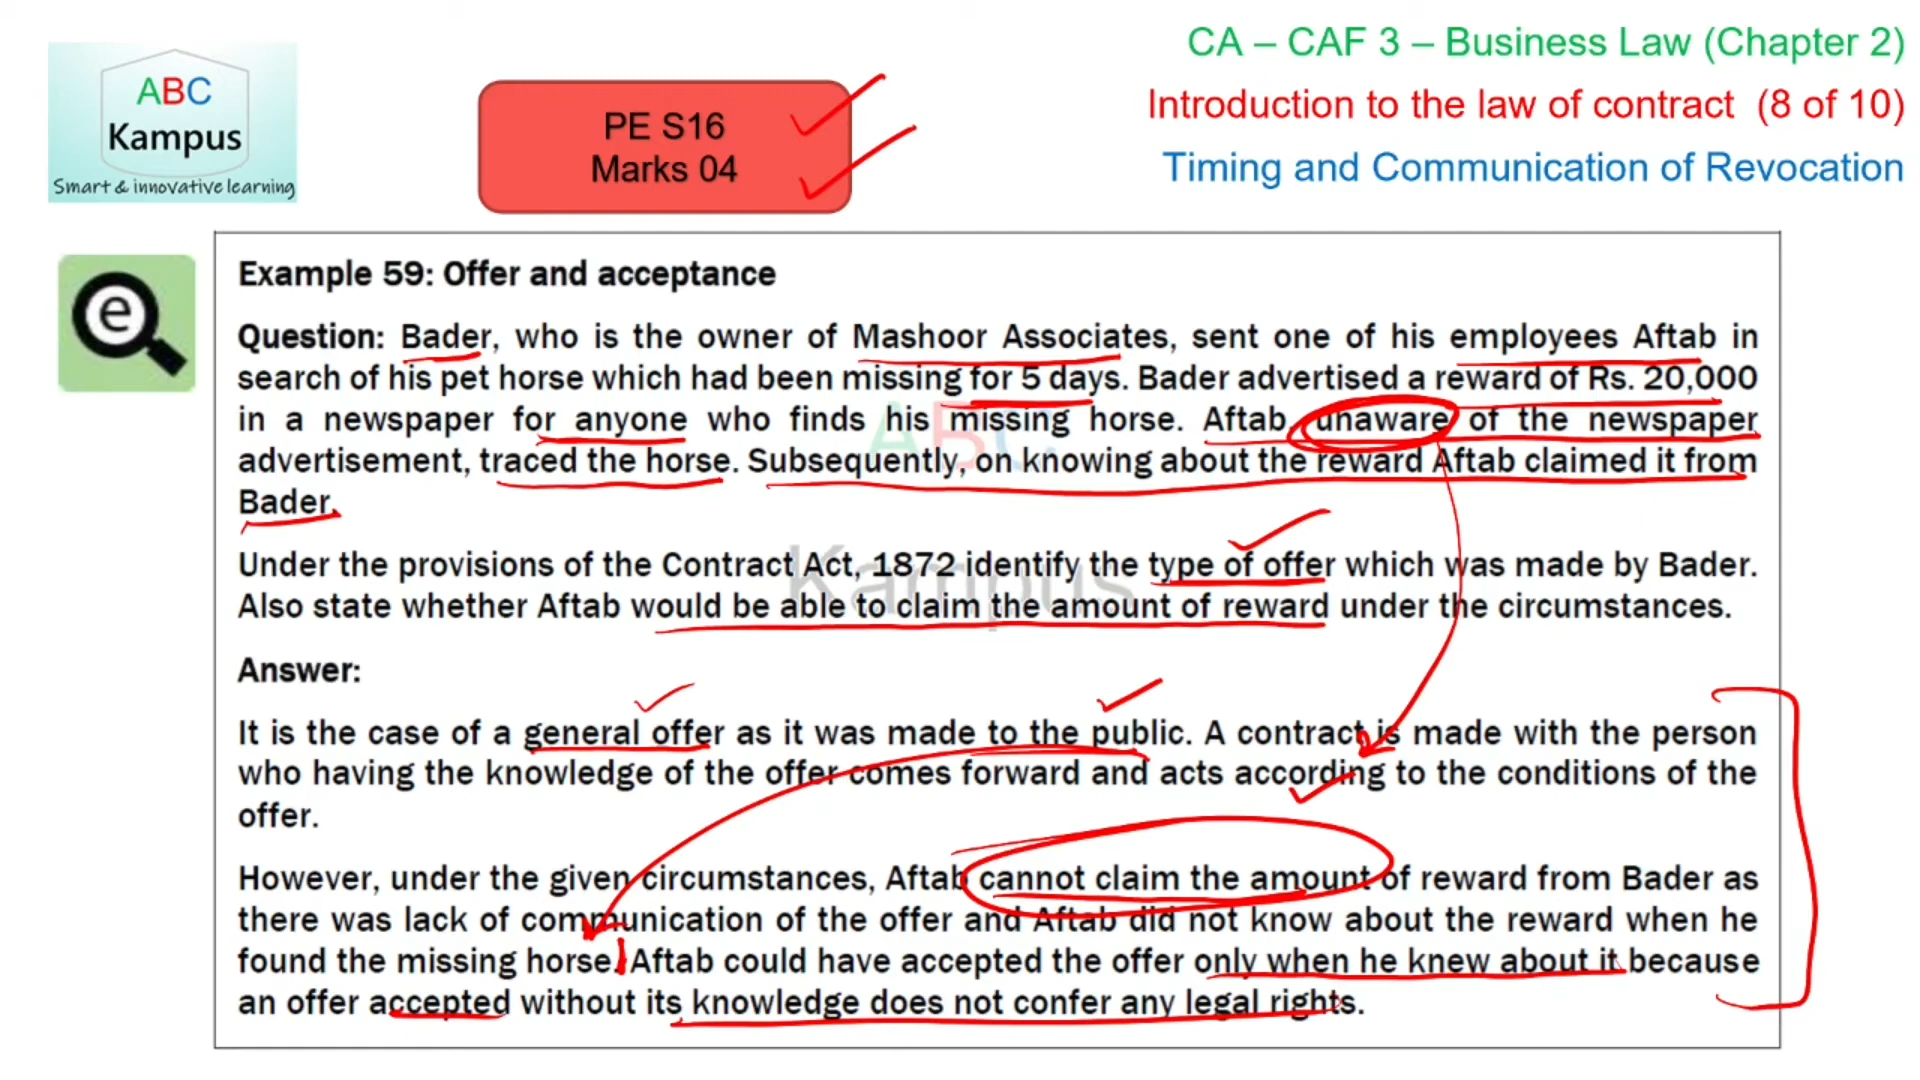 ABC
Kampus
Smart & innovative learning
PE S16
Marks 04
CA – CAF 3 – Business Law (Chapter 2)
Introduction to the law of contract (8 of 10)
Timing and Communication of Revocation
e
Example 59: Offer and acceptance
Question: Bader, who is the owner of Mashoor Associates, sent one of his employees Aftab in
search of his pet horse which had been missing for 5 days. Bader advertised a reward of Rs. 20,000
in a newspaper for anyone who finds his missing horse. Aftab, unaware of the newspaper
advertisement, traced the horse. Subsequently, on knowing about the reward Aftab claimed it from
Bader.
Under the provisions of the Contract Act, 1872 identify the type of offer which was made by Bader.
Also state whether Aftab would be able to claim the amount of reward under the circumstances.
Answer:
It is the case of a general offer as it was made to the public. A contract is made with the person
who having the knowledge of the offer comes forward and acts according to the conditions of the
offer.
However, under the given circumstances, Aftab cannot claim the amount of reward from Bader as
there was lack of communication of the offer and Aftab did not know about the reward when he
found the missing horse. Aftab could have accepted the offer only when he knew about it because
an offer accepted without its knowledge does not confer any legal rights.
ABC
Kampus